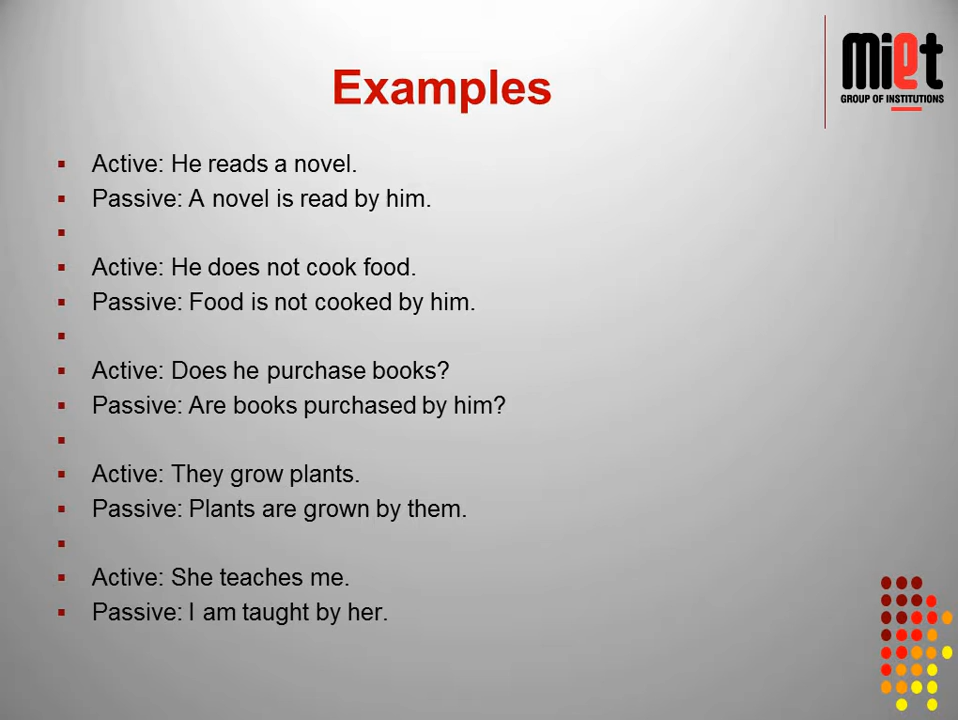 miet
GROUP OF INSTITUTIONS
Examples
Active: He reads a novel.
Passive: A novel is read by him.
Active: He does not cook food.
Passive: Food is not cooked by him.
Active: Does he purchase books?
Passive: Are books purchased by him?
Active: They grow plants.
Passive: Plants are grown by them.
Active: She teaches me.
Passive: I am taught by her.